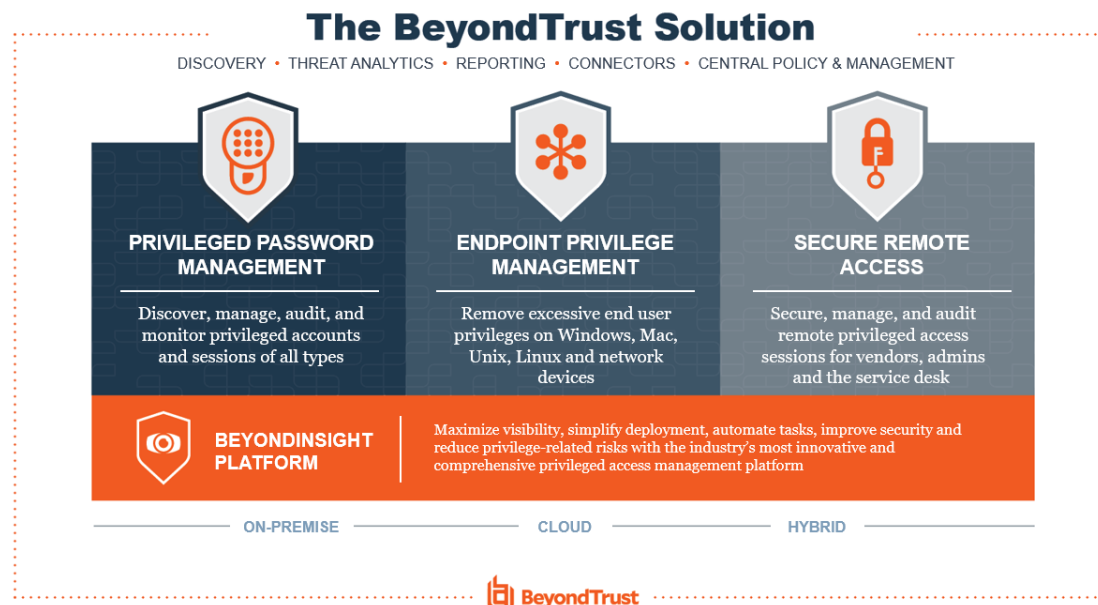 The BeyondTrust Solution
DISCOVERY • THREAT ANALYTICS • REPORTING • CONNECTORS • CENTRAL POLICY & MANAGEMENT
PRIVILEGED PASSWORD
MANAGEMENT
Discover, manage, audit, and
monitor privileged accounts
and sessions of all types
ENDPOINT PRIVILEGE
MANAGEMENT
Remove excessive end user
privileges on Windows, Mac,
Unix, Linux and network
devices
SECURE REMOTE
ACCESS
Secure, manage, and audit
remote privileged access
sessions for vendors, admins
and the service desk
BEYONDINSIGHT
PLATFORM
Maximize visibility, simplify deployment, automate tasks, improve security and
reduce privilege-related risks with the industry's most innovative and
comprehensive privileged access management platform
ON-PREMISE
CLOUD
HYBRID
BeyondTrust